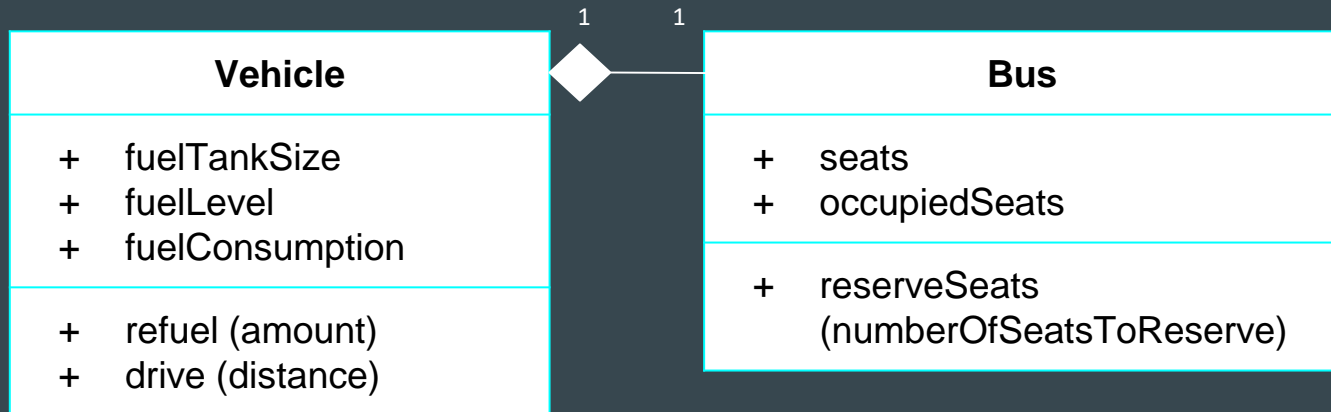 1 1
Vehicle
+ fuelTankSize
+ fuelLevel
+ fuelConsumption
+ refuel (amount)
+ drive (distance)
Bus
+ seats
+ occupiedSeats
+ reserveSeats
(numberOfSeatsToReserve)